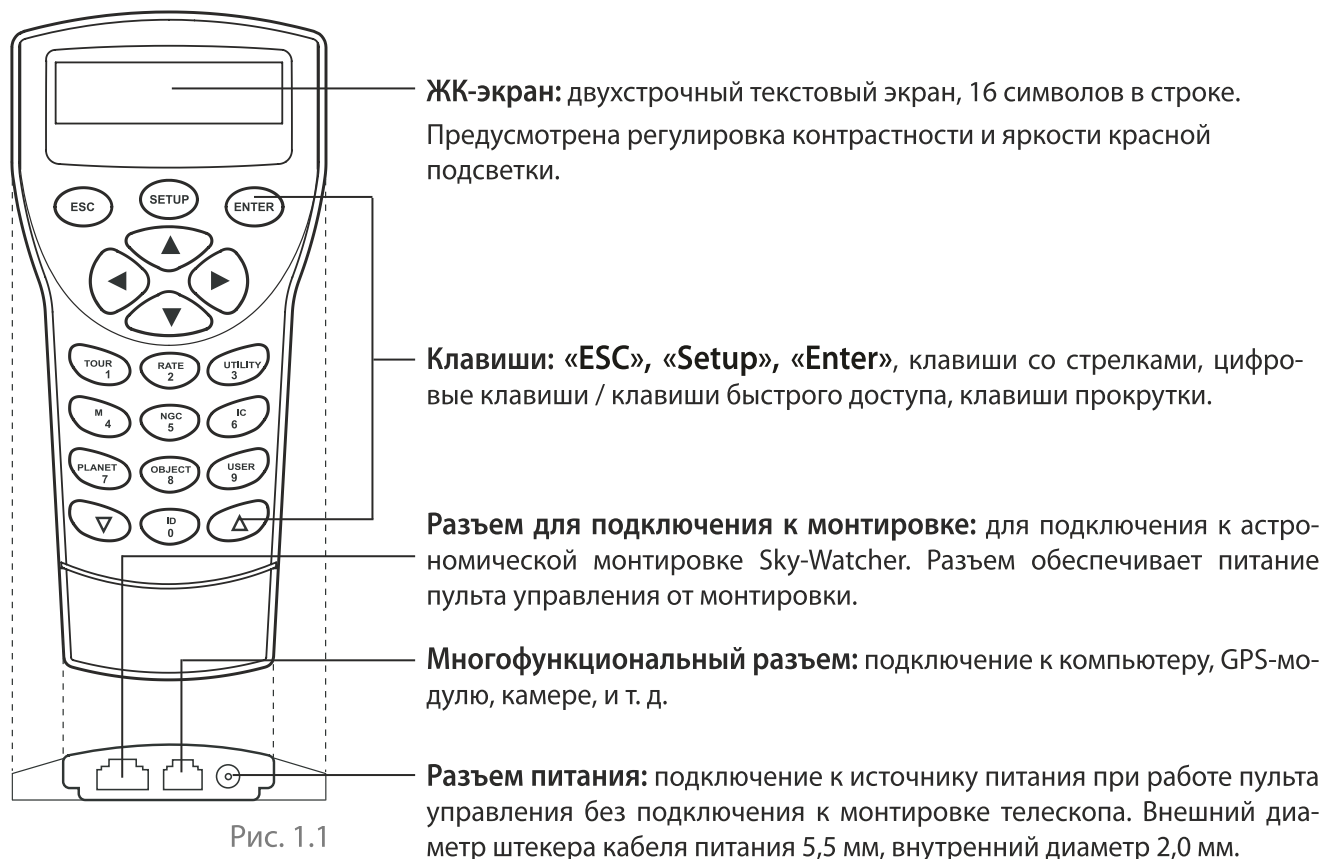 ЖК-экран: двухстрочный текстовый экран, 16 символов в строке.
Предусмотрена регулировка контрастности и яркости красной
подсветки.
ESC
SETUP
ENTER
TOUR
1
RATE
2
UTILITY
3
Клавиши: «ESC», «Setup», «Enter», клавиши со стрелками, цифро-
вые клавиши / клавиши быстрого доступа, клавиши прокрутки.
M
4
NGC
5
IC
6
PLANET
7
OBJECT
8
USER
9
ID
0
Разъем для подключения к монтировке: для подключения к астро-
номической монтировке Sky-Watcher. Разъем обеспечивает питание
пульта управления от монтировки.
Многофункциональный разъем: подключение к компьютеру, GPS-мо-
дулю, камере, и т. д.
Разъем питания: подключение к источнику питания при работе пульта
управления без подключения к монтировке телескопа. Внешний диа-
метр штекера кабеля питания 5,5 мм, внутренний диаметр 2,0 мм.
Рис. 1.1